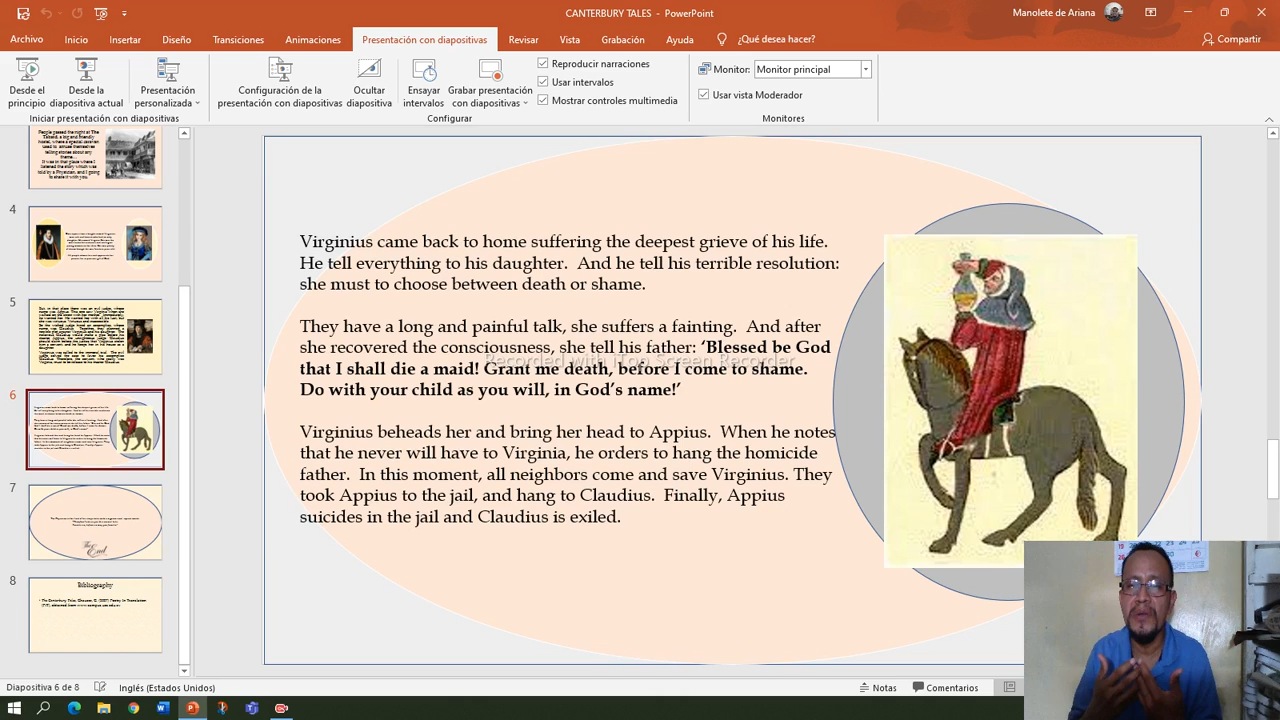 CANTERBURY TALES - PowerPoint
Manolete de Ariana
Archivo Inicio Insertar Diseño Transiciones Animaciones Presentación con diapositivas Revisar Vista Grabación Ayuda ¿Qué desea hacer? Compartir
Desde el principio
Desde la diapositiva actual
Presentación personalizada
Iniciar presentación con diapositivas
Configuración de la presentación con diapositivas
Ocultar diapositiva
Ensayar intervalos
Grabar presentación con diapositivas
Reproducir narraciones
Usar intervalos
Mostrar controles multimedia
Configurar
Monitor: Monitor principal
Usar vista Moderador
Monitores
4
5
6
7
The End
8
Bibliography
Virginius came back to home suffering the deepest grieve of his life.
He tell everything to his daughter. And he tell his terrible resolution:
she must to choose between death or shame.
They have a long and painful talk, she suffers a fainting. And after
she recovered the consciousness, she tell his father: ‘Blessed be God
that I shall die a maid! Grant me death, before I come to shame.
Do with your child as you will, in God’s name!’
Recorded with iTop Screen Recorder
Virginius beheads her and bring her head to Appius. When he notes
that he never will have to Virginia, he orders to hang the homicide
father. In this moment, all neighbors come and save Virginius. They
took Appius to the jail, and hang to Claudius. Finally, Appius
suicides in the jail and Claudius is exiled.
Diapositiva 6 de 8
Inglés (Estados Unidos)
Notas
Comentarios